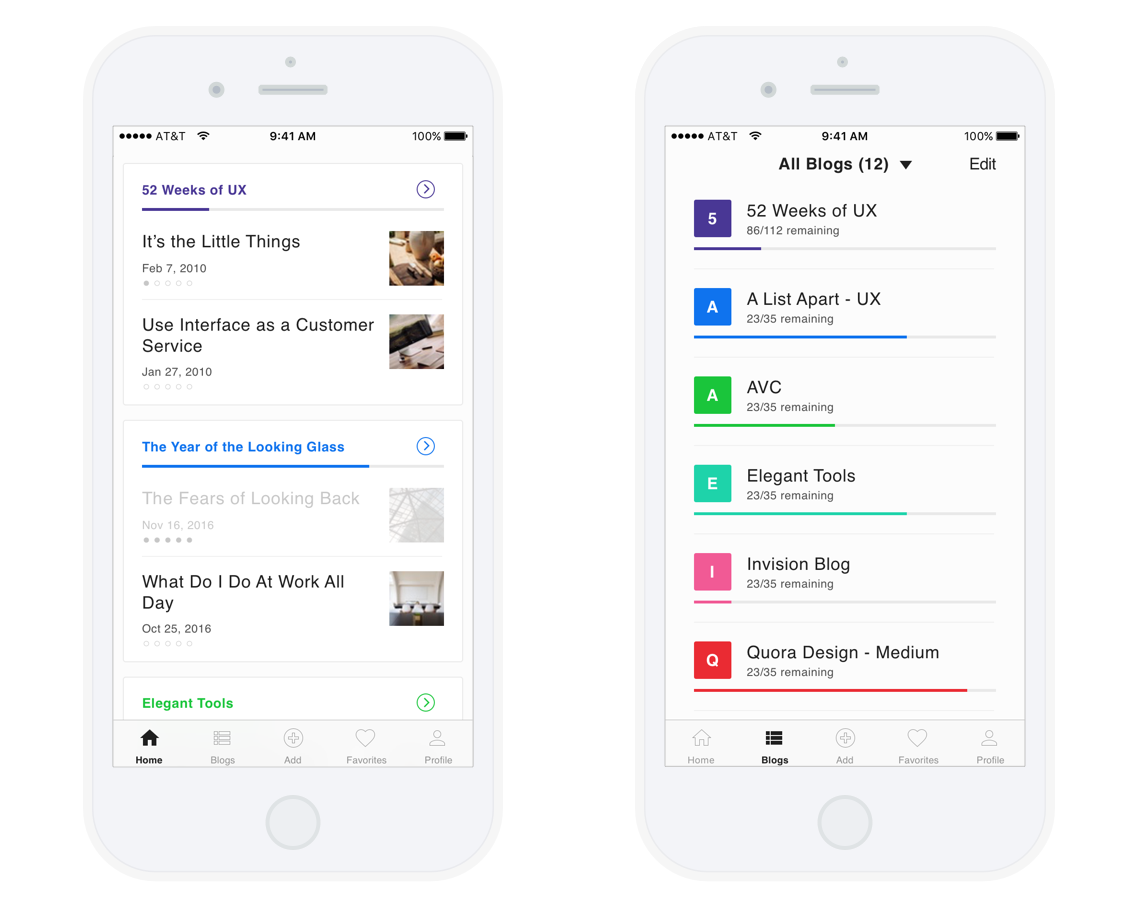 AT&T 9:41 AM 100%
52 Weeks of UX
It’s the Little Things
Feb 7, 2010
Use Interface as a Customer
Service
Jan 27, 2010
The Year of the Looking Glass
The Fears of Looking Back
Nov 16, 2016
What Do I Do At Work All
Day
Oct 25, 2016
Elegant Tools
Home Blogs Add Favorites Profile
AT&T 9:41 AM 100%
All Blogs (12) Edit
5
52 Weeks of UX
86/112 remaining
A
A List Apart - UX
23/35 remaining
A
AVC
23/35 remaining
E
Elegant Tools
23/35 remaining
I
Invision Blog
23/35 remaining
Q
Quora Design - Medium
23/35 remaining
Home Blogs Add Favorites Profile